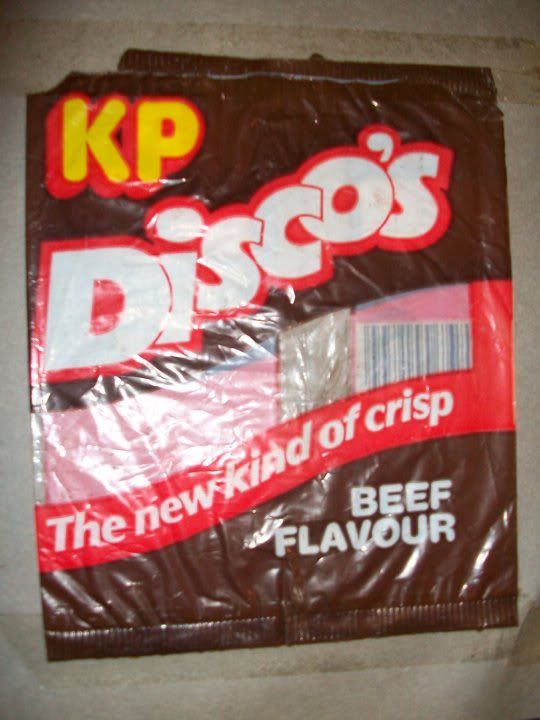 KP
Disco's
The new kind of crisp
BEEF
FLAVOUR